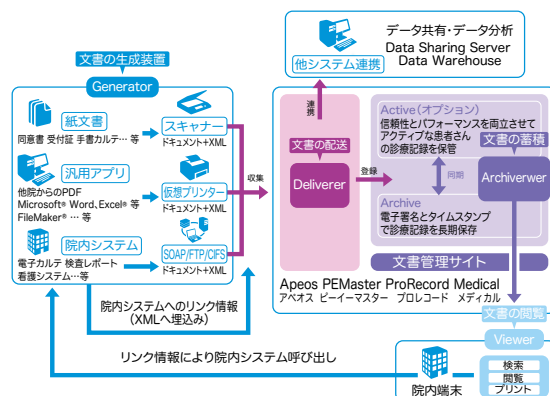 データ共有・データ分析
Data Sharing Server
Data Warehouse
他システム連携
文書の生成装置
Generator
紙文書
同意書 受付証 手書カルテ… 等
スキャナー
ドキュメント+XML
汎用アプリ
他院からのPDF
Microsoft® Word、Excel® 等
FileMaker® … 等
仮想プリンター
ドキュメント+XML
院内システム
電子カルテ 検査レポート
看護システム…等
SOAP/FTP/CIFS
ドキュメント+XML
収集
連携
文書の配送
Deliverer
登録
Active(オプション)
信頼性とパフォーマンスを両立させて
アクティブな患者さん
の診療記録を保管
同期
Archive
電子署名とタイムスタンプ
で診療記録を長期保存
文書の蓄積
Archiverwer
文書管理サイト
Apeos PEMaster ProRecord Medical
アペオス ピーイーマスター プロレコード メディカル
院内システムへのリンク情報
(XMLへ埋込み)
リンク情報により院内システム呼び出し
文書の閲覧
Viewer
院内端末
検索
閲覧
プリント